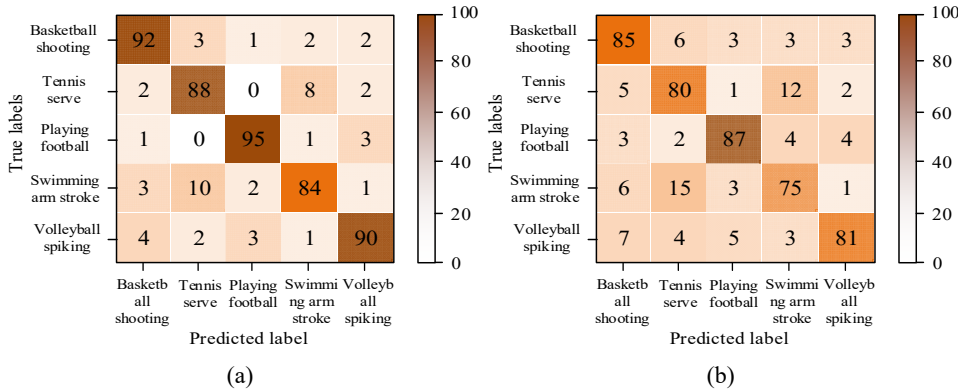 True labels
Basketball
shooting
92 3 1 2 2
Tennis
serve
2 88 0 8 2
Playing
football
1 0 95 1 3
Swimming
arm stroke
3 10 2 84 1
Volleyball
spiking
4 2 3 1 90
Basketb
all
shooting
Tennis
serve
Playing
football
Swimmi
ng arm
stroke
Volleyb
all
spiking
Predicted label
100
80
60
40
20
0
(a)
True labels
Basketball
shooting
85 6 3 3 3
Tennis
serve
5 80 1 12 2
Playing
football
3 2 87 4 4
Swimming
arm stroke
6 15 3 75 1
Volleyball
spiking
7 4 5 3 81
Basketb
all
shooting
Tennis
serve
Playing
football
Swimmi
ng arm
stroke
Volleyb
all
spiking
Predicted label
100
80
60
40
20
0
(b)